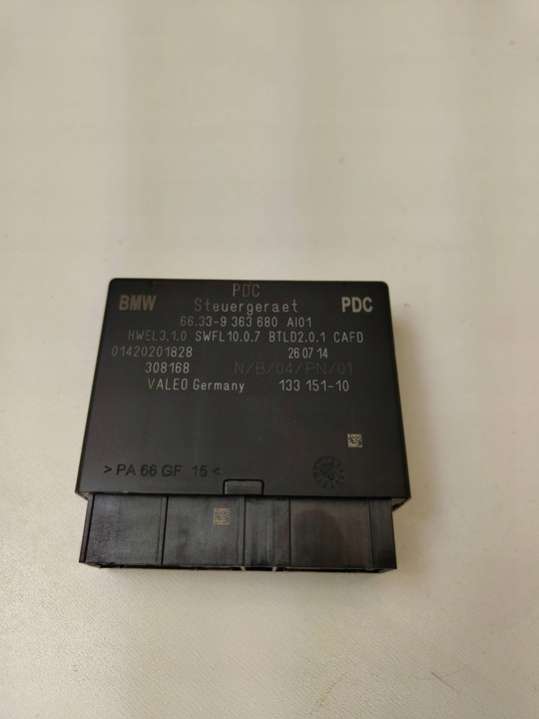 PDC
BMW Steuergeraet PDC
66.33-9 363 680 AI01
HWEL3.1.0 SWFL10.0.7 BTLD2.0.1 CAFD
01420201828 26 07 14
308168 N/B/04/PN/01
VALEO Germany 133 151-10
> PA 66 GF 15 <